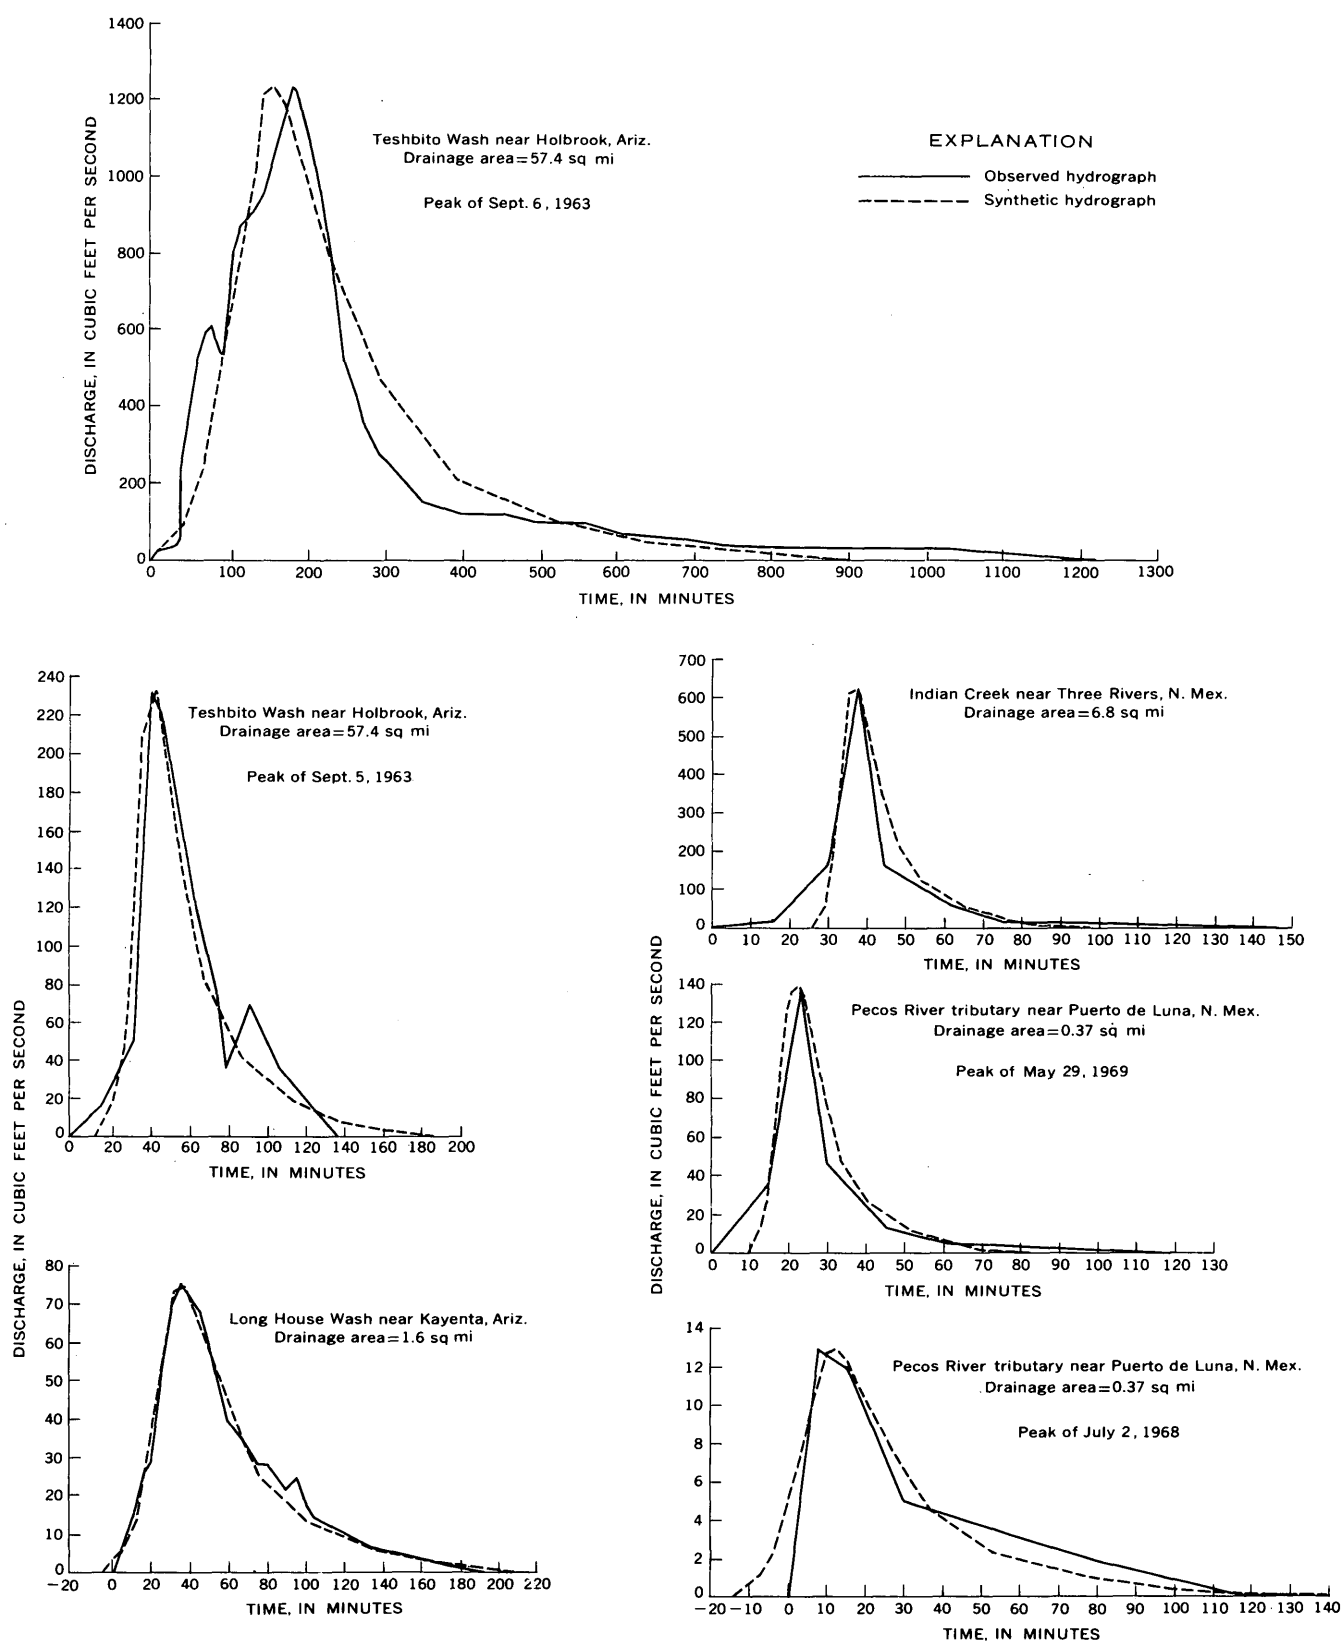 1400
1200
1000
800
600
400
200
0
DISCHARGE, IN CUBIC FEET PER SECOND
Teshbito Wash near Holbrook, Ariz.
Drainage area=57.4 sq mi
Peak of Sept. 6, 1963
EXPLANATION
Observed hydrograph
Synthetic hydrograph
0 100 200 300 400 500 600 700 800 900 1000 1100 1200 1300
TIME, IN MINUTES
240
220
200
180
160
140
120
100
80
60
40
20
0
Teshbito Wash near Holbrook, Ariz.
Drainage area=57.4 sq mi
Peak of Sept. 5, 1963
0 20 40 60 80 100 120 140 160 180 200
TIME, IN MINUTES
DISCHARGE, IN CUBIC FEET PER SECOND
80
70
60
50
40
30
20
10
0
Long House Wash near Kayenta, Ariz.
Drainage area=1.6 sq mi
-20 0 20 40 60 80 100 120 140 160 180 200 220
TIME, IN MINUTES
700
600
500
400
300
200
100
0
Indian Creek near Three Rivers, N. Mex.
Drainage area=6.8 sq mi
0 10 20 30 40 50 60 70 80 90 100 110 120 130 140 150
TIME, IN MINUTES
DISCHARGE, IN CUBIC FEET PER SECOND
140
120
100
80
60
40
20
0
Pecos River tributary near Puerto de Luna, N. Mex.
Drainage area=0.37 sq mi
Peak of May 29, 1969
0 10 20 30 40 50 60 70 80 90 100 110 120 130
TIME, IN MINUTES
14
12
10
8
6
4
2
0
Pecos River tributary near Puerto de Luna, N. Mex.
Drainage area=0.37 sq mi
Peak of July 2, 1968
-20 -10 0 10 20 30 40 50 60 70 80 90 100 110 120 130 140
TIME, IN MINUTES